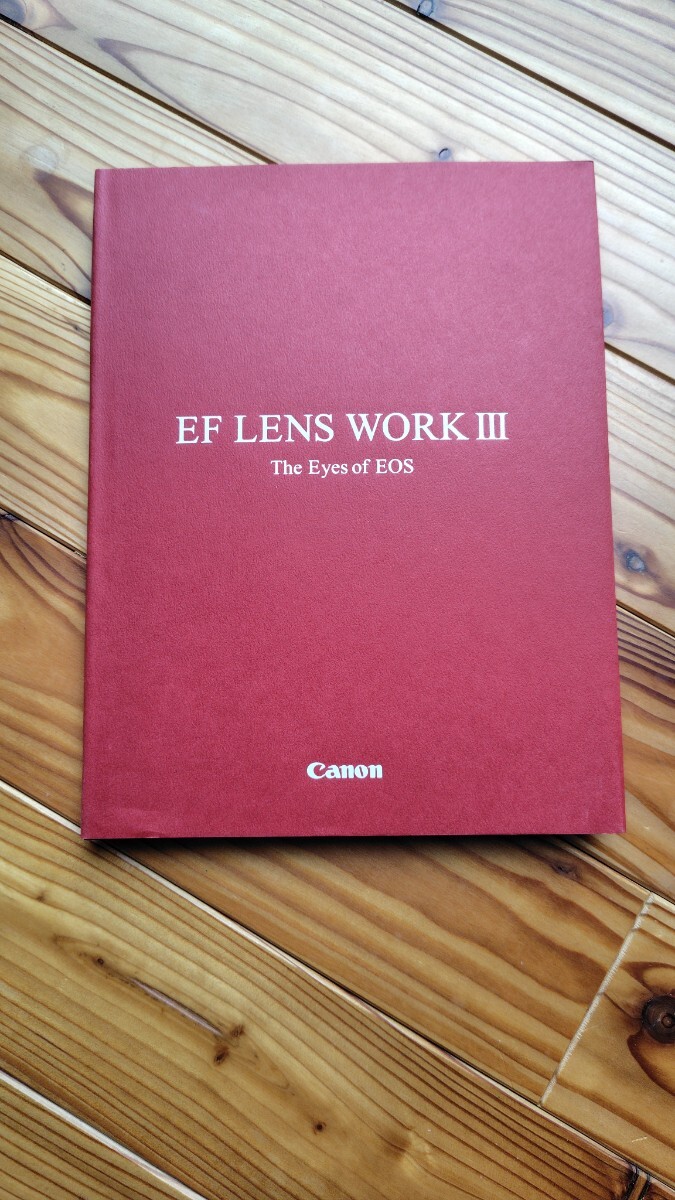 EF LENS WORK III
The Eyes of EOS
Canon